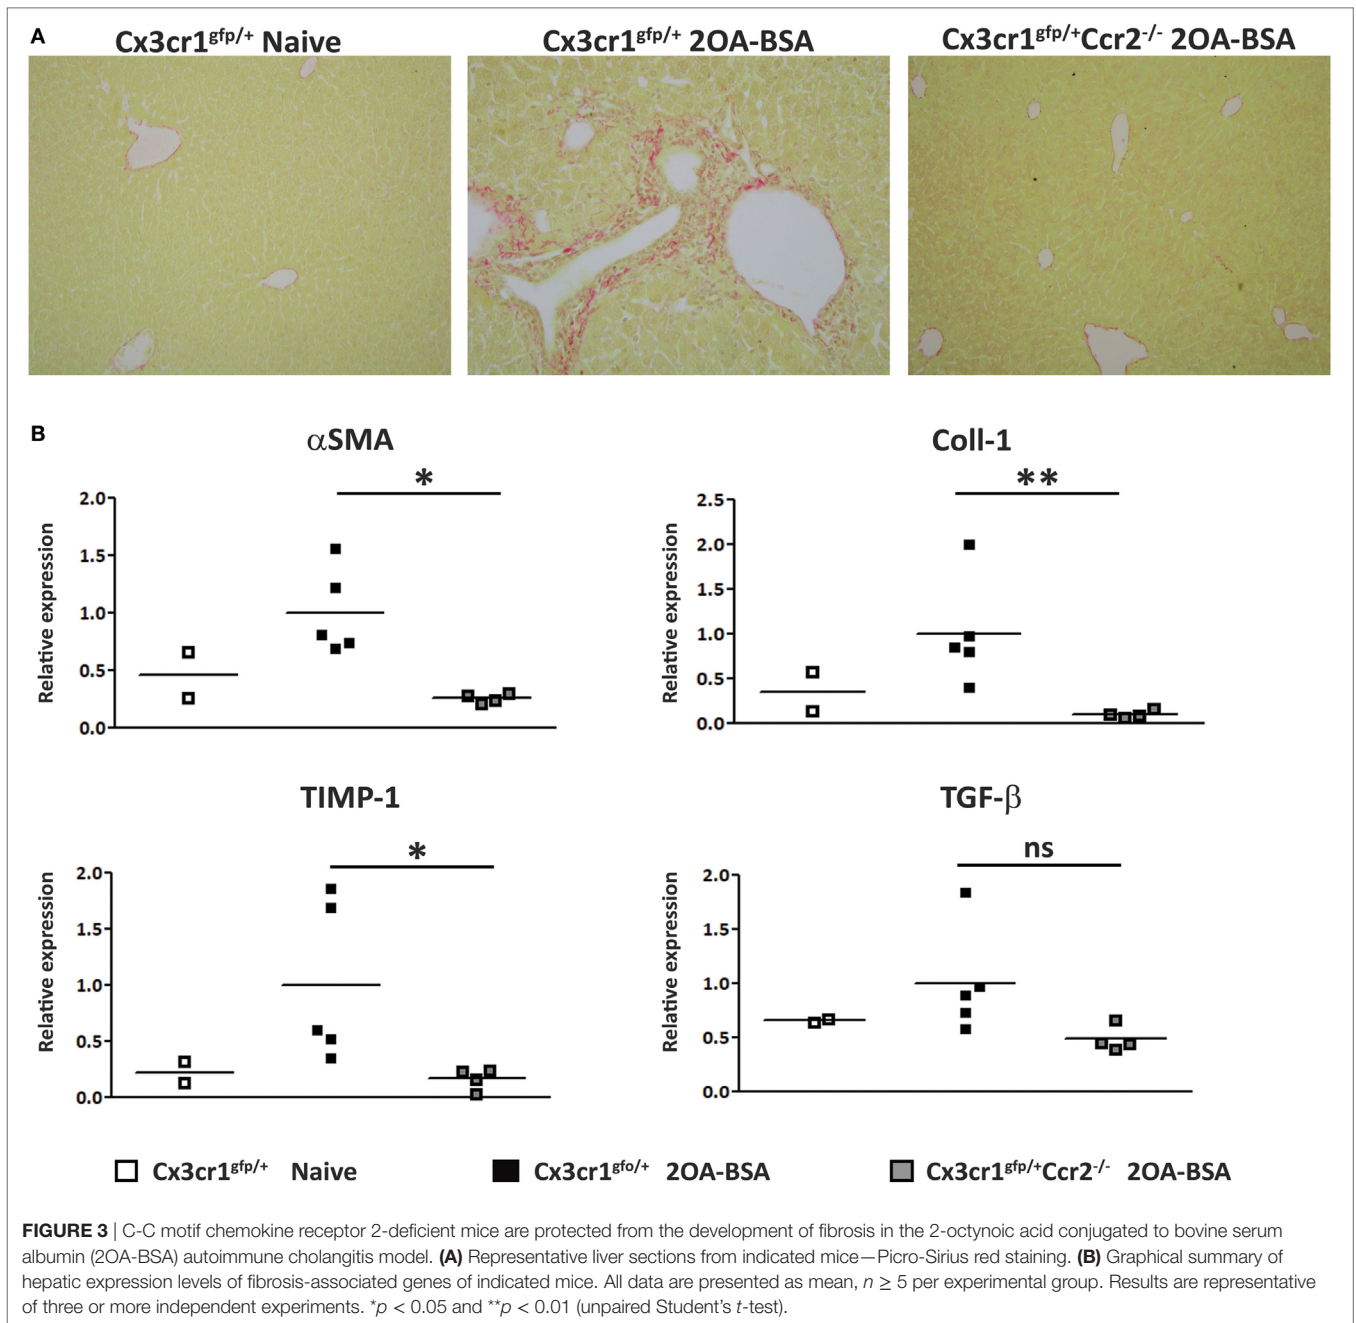 A
Cx3cr1gfp/+ Naive
Cx3cr1gfp/+ 2OA-BSA
Cx3cr1gfp/+Ccr2-/- 2OA-BSA
B
αSMA
*
Relative expression
2.0
1.5
1.0
0.5
0.0
Coll-1
**
Relative expression
2.5
2.0
1.5
1.0
0.5
0.0
TIMP-1
*
Relative expression
2.0
1.5
1.0
0.5
0.0
TGF-β
ns
Relative expression
2.0
1.5
1.0
0.5
0.0
Cx3cr1gfp/+ Naive
Cx3cr1gfo/+ 2OA-BSA
Cx3cr1gfp/+Ccr2-/- 2OA-BSA
FIGURE 3 | C-C motif chemokine receptor 2-deficient mice are protected from the development of fibrosis in the 2-octynoic acid conjugated to bovine serum
albumin (2OA-BSA) autoimmune cholangitis model. (A) Representative liver sections from indicated mice—Picro-Sirius red staining. (B) Graphical summary of
hepatic expression levels of fibrosis-associated genes of indicated mice. All data are presented as mean, n ≥ 5 per experimental group. Results are representative
of three or more independent experiments. *p < 0.05 and **p < 0.01 (unpaired Student's t-test).